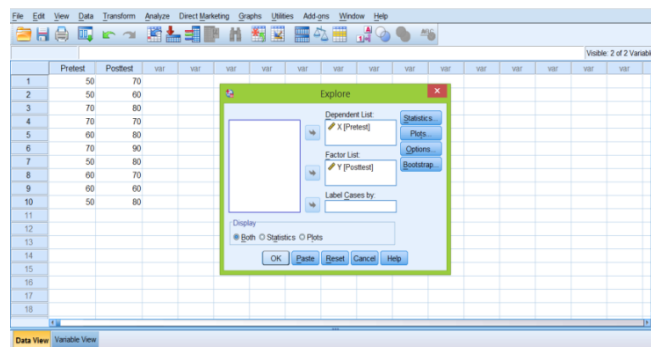 File Edit View Data Transform Analyze Direct Marketing Graphs Utilities Add-ons Window Help
Visible: 2 of 2 Variabl
Pretest Posttest var var var var var var var var var var var var var
1 50 70
2 50 60
3 70 80
4 70 70
5 60 80
6 70 90
7 50 80
8 60 70
9 60 60
10 50 80
11
12
13
14
15
16
17
18
Explore
Dependent List:
X [Pretest]
Factor List:
Y [Posttest]
Label Cases by:
Statistics...
Plots...
Options...
Bootstrap...
Display
Both Statistics Plots
OK Paste Reset Cancel Help
Data View Variable View